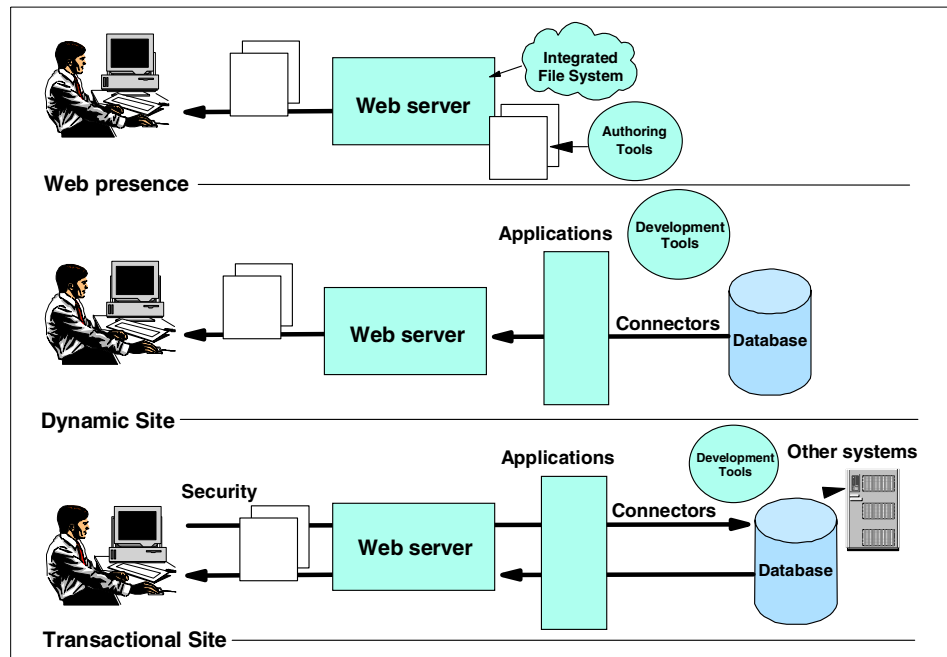 Integrated
File System
Web server
Authoring
Tools
Web presence
Applications
Development
Tools
Web server
Connectors
Database
Dynamic Site
Other systems
Applications
Development
Tools
Security
Connectors
Web server
Database
Transactional Site